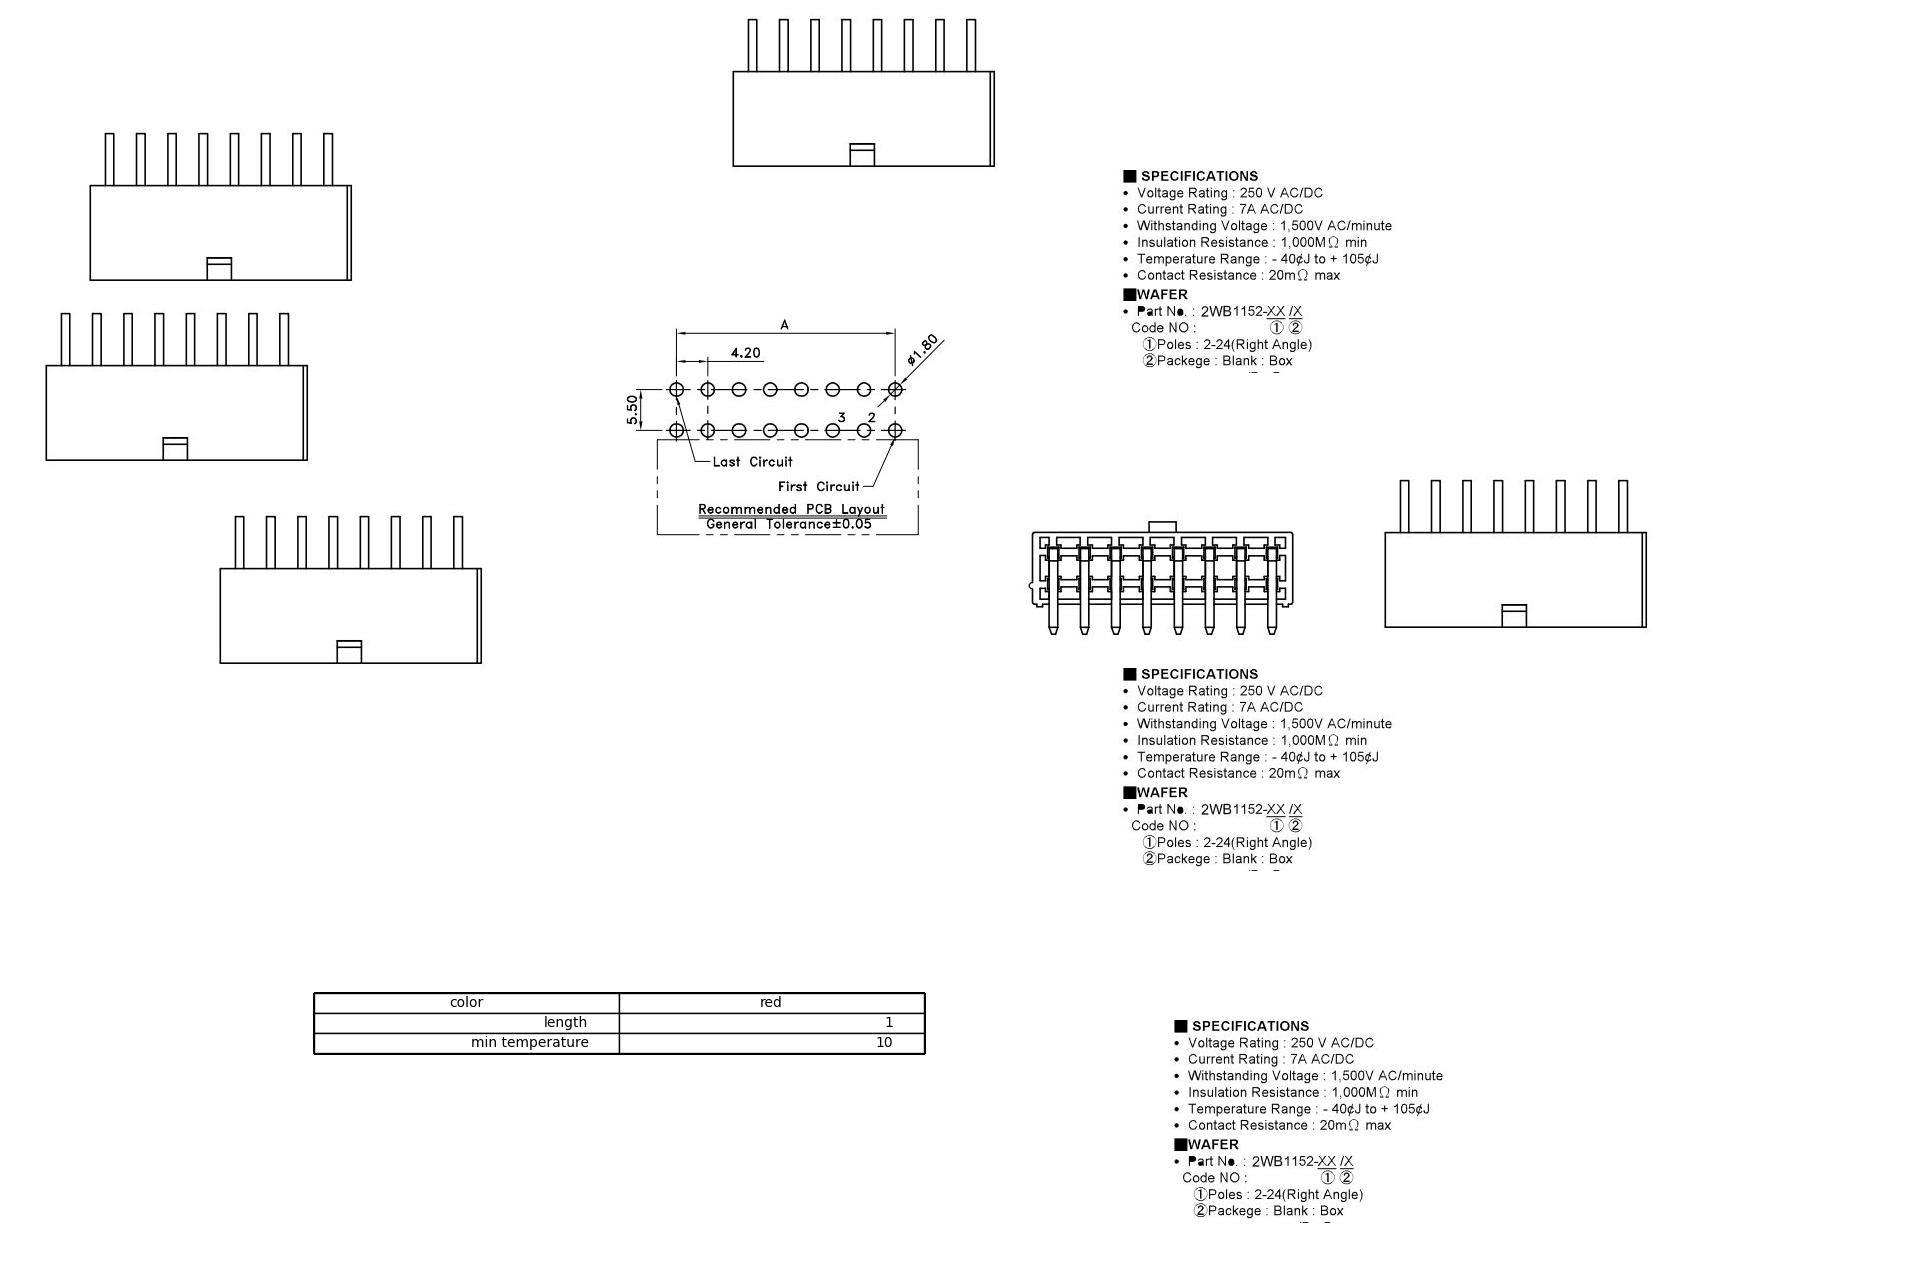 ■ SPECIFICATIONS
• Voltage Rating : 250 V AC/DC
• Current Rating : 7A AC/DC
• Withstanding Voltage : 1,500V AC/minute
• Insulation Resistance : 1,000MΩ min
• Temperature Range : - 40¢J to + 105¢J
• Contact Resistance : 20mΩ max
■WAFER
• Part No. : 2WB1152-XX /X
Code NO : ① ②
①Poles : 2-24(Right Angle)
②Packege : Blank : Box
A
4.20
ø1.80
5.50
3 2
Last Circuit
First Circuit
Recommended PCB Layout
General Tolerance±0.05
■ SPECIFICATIONS
• Voltage Rating : 250 V AC/DC
• Current Rating : 7A AC/DC
• Withstanding Voltage : 1,500V AC/minute
• Insulation Resistance : 1,000MΩ min
• Temperature Range : - 40¢J to + 105¢J
• Contact Resistance : 20mΩ max
■WAFER
• Part No. : 2WB1152-XX /X
Code NO : ① ②
①Poles : 2-24(Right Angle)
②Packege : Blank : Box
color red
length 1
min temperature 10
■ SPECIFICATIONS
• Voltage Rating : 250 V AC/DC
• Current Rating : 7A AC/DC
• Withstanding Voltage : 1,500V AC/minute
• Insulation Resistance : 1,000MΩ min
• Temperature Range : - 40¢J to + 105¢J
• Contact Resistance : 20mΩ max
■WAFER
• Part No. : 2WB1152-XX /X
Code NO : ① ②
①Poles : 2-24(Right Angle)
②Packege : Blank : Box